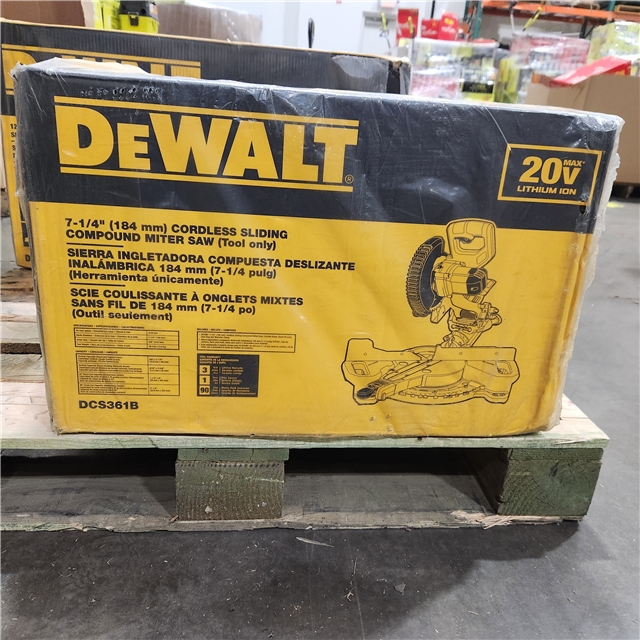 DEWALT
DEWALT®
20V MAX*
LITHIUM ION
7-1/4" (184 mm) CORDLESS SLIDING
COMPOUND MITER SAW (Tool only)
SIERRA INGLETADORA COMPUESTA DESLIZANTE
INALÁMBRICA 184 mm (7-1/4 pulg)
(Herramienta únicamente)
SCIE COULISSANTE À ONGLETS MIXTES
SANS FIL DE 184 mm (7-1/4 po)
(Outil seulement)
3
1
90
DCS361B